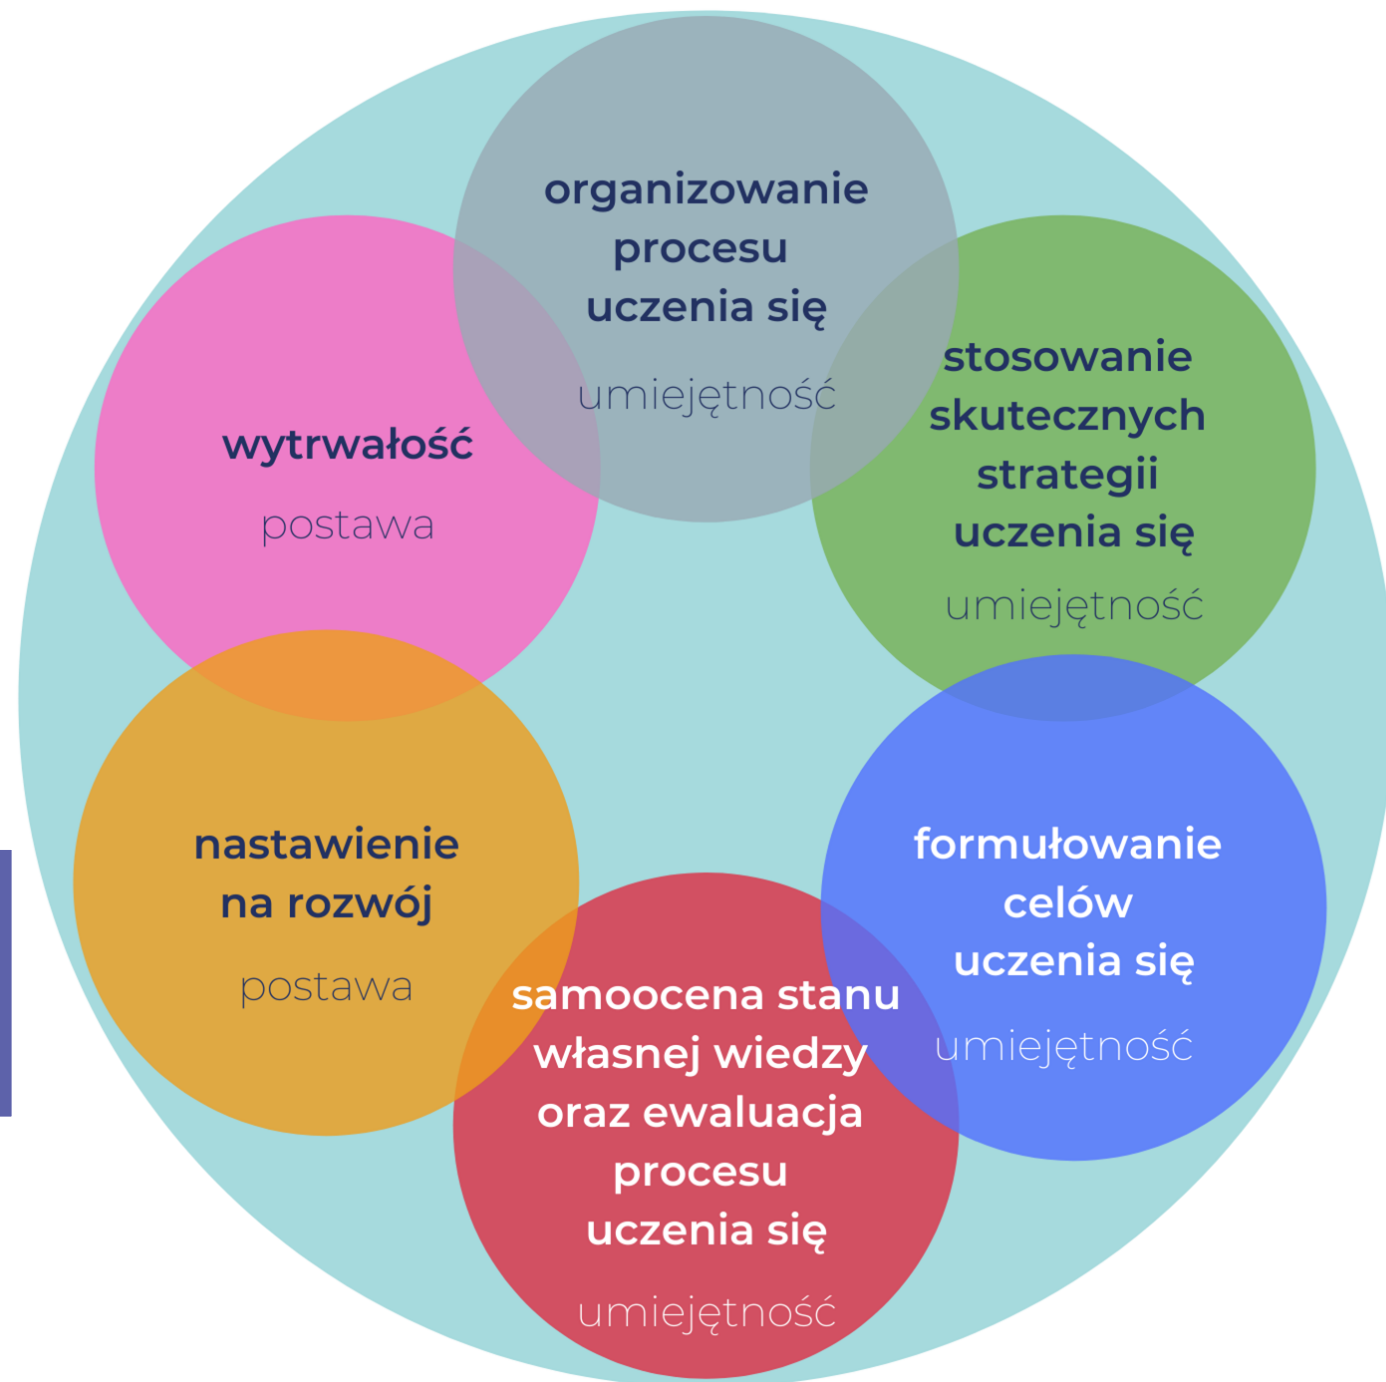 organizowanie
procesu
uczenia się
umiejętność
stosowanie
skutecznych
strategii
uczenia się
umiejętność
formułowanie
celów
uczenia się
umiejętność
samoocena stanu
własnej wiedzy
oraz ewaluacja
procesu
uczenia się
umiejętność
nastawienie
na rozwój
postawa
wytrwałość
postawa